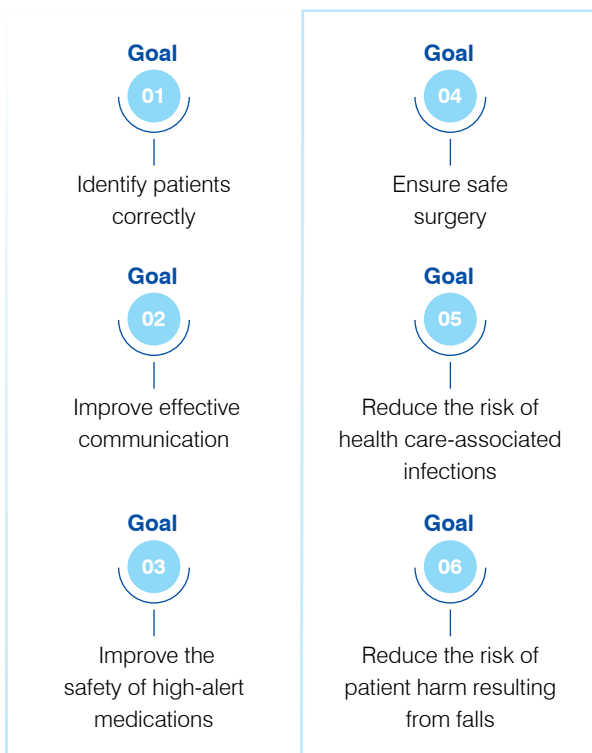 Goal
01
Identify patients
correctly
Goal
02
Improve effective
communication
Goal
03
Improve the
safety of high-alert
medications
Goal
04
Ensure safe
surgery
Goal
05
Reduce the risk of
health care-associated
infections
Goal
06
Reduce the risk of
patient harm resulting
from falls